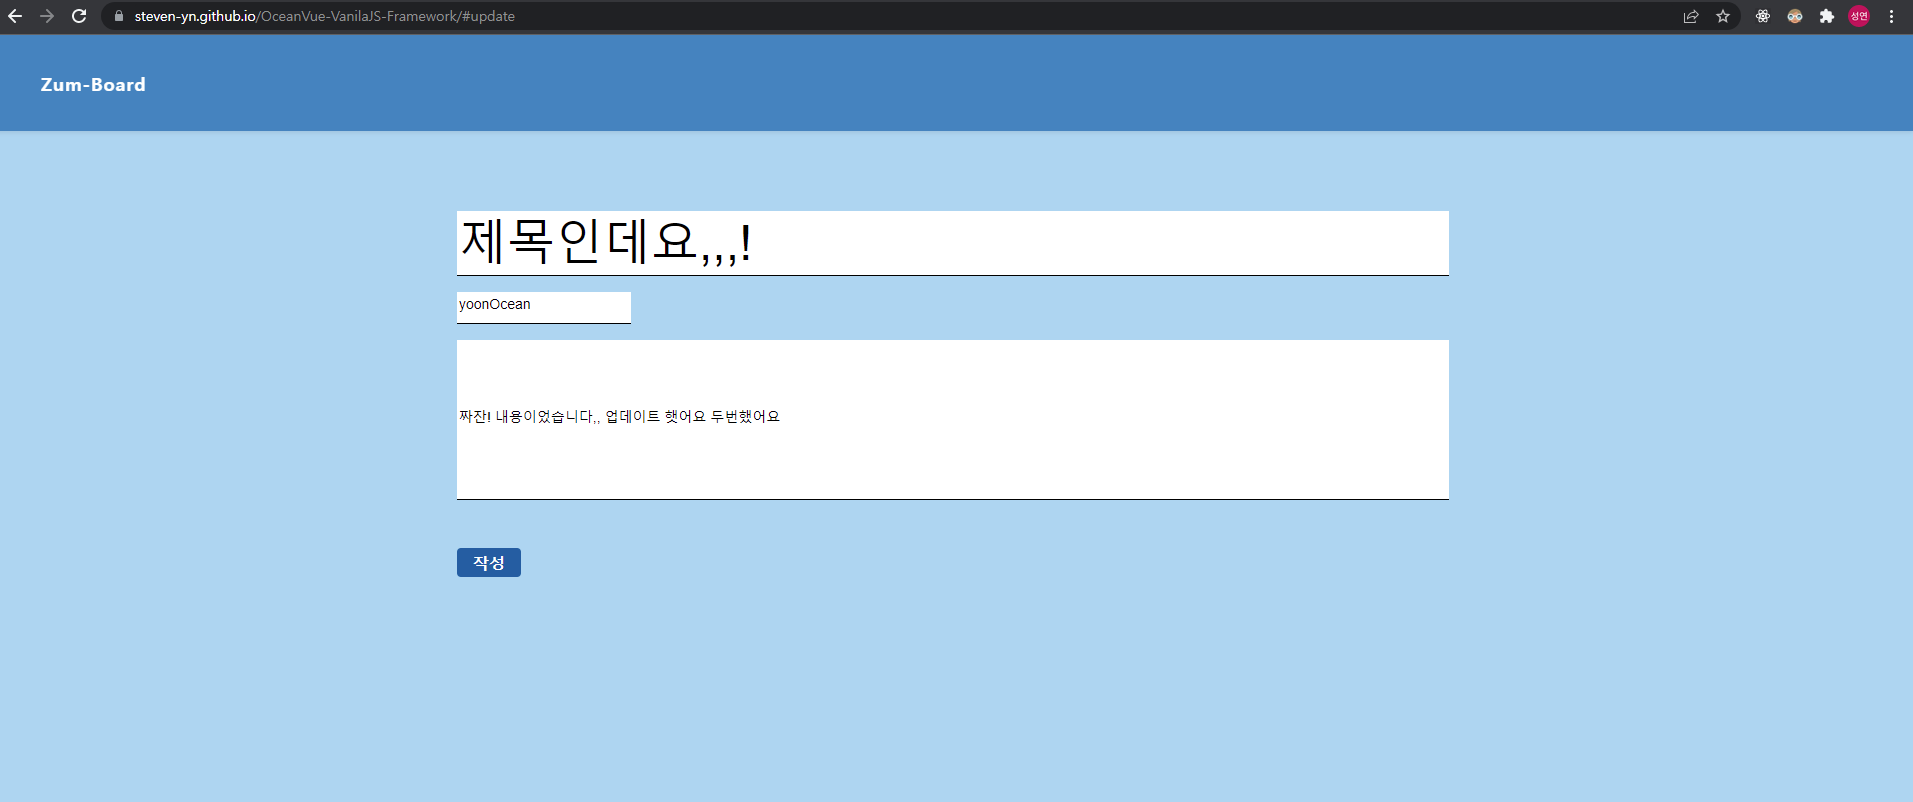 steven-yn.github.io/OceanVue-VanilaJS-Framework/#update
성연
Zum-Board
제목인데요,,,!
yoonOcean
짜잔! 내용이었습니다,, 업데이트 햇어요 두번했어요
작성